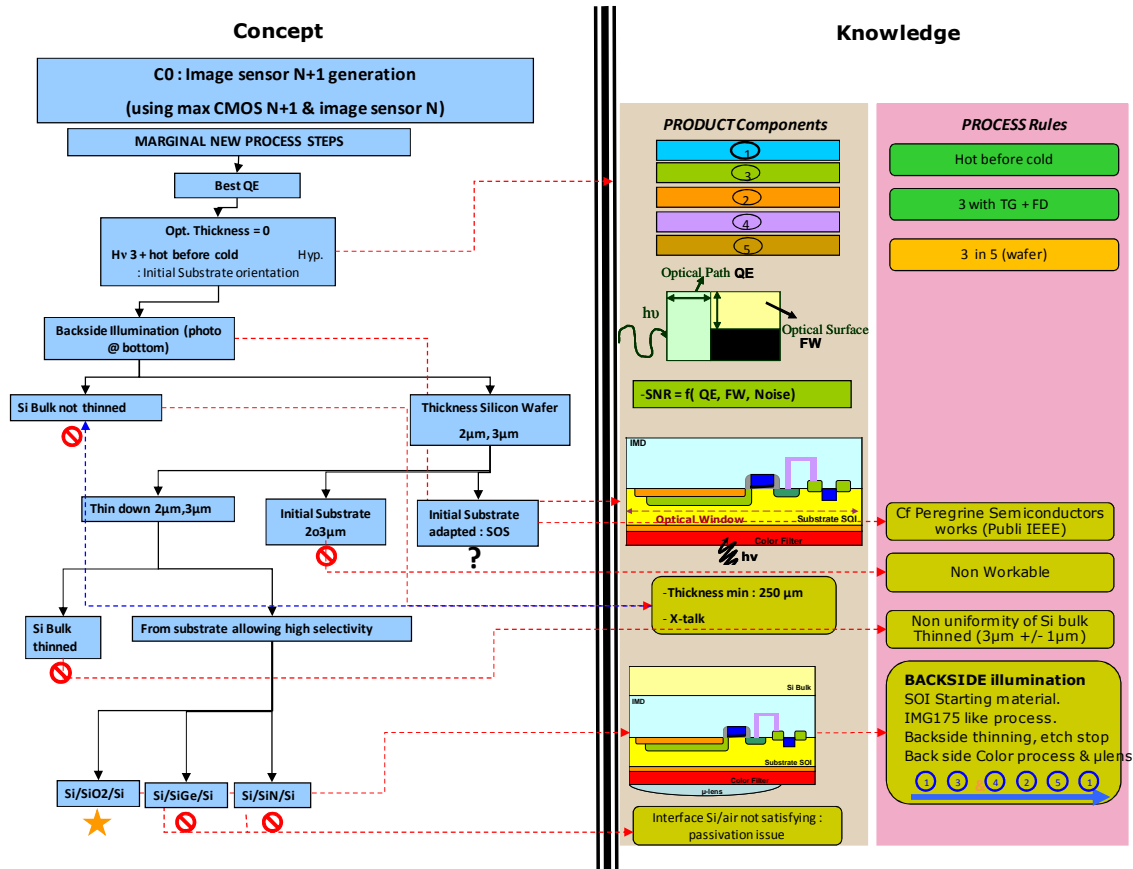 Concept
C0 : Image sensor N+1 generation
(using max CMOS N+1 & image sensor N)
MARGINAL NEW PROCESS STEPS
Best QE
Opt. Thickness = 0
Hν 3 + hot before cold Hyp.
: Initial Substrate orientation
Backside Illumination (photo
@ bottom)
Si Bulk not thinned
Thickness Silicon Wafer
2µm, 3µm
Thin down 2µm,3µm
Initial Substrate
2o3µm
Initial Substrate
adapted : SOS
?
Si Bulk
thinned
From substrate allowing high selectivity
Si/SiO2/Si
Si/SiGe/Si
Si/SiN/Si
Knowledge
PRODUCT Components
1
3
2
4
5
Optical Path QE
hυ
Optical Surface
FW
-SNR = f( QE, FW, Noise)
IMD
Optical Window
Substrate SOI
Color Filter
hv
-Thickness min : 250 µm
- X-talk
Si Bulk
IMD
Substrate SOI
Color Filter
µ-lens
Interface Si/air not satisfying :
passivation issue
PROCESS Rules
Hot before cold
3 with TG + FD
3 in 5 (wafer)
Cf Peregrine Semiconductors
works (Publi IEEE)
Non Workable
Non uniformity of Si bulk
Thinned (3µm +/- 1µm)
BACKSIDE illumination
SOI Starting material.
IMG175 like process.
Backside thinning, etch stop
Back side Color process & µlens
1 3 4 2 5 1